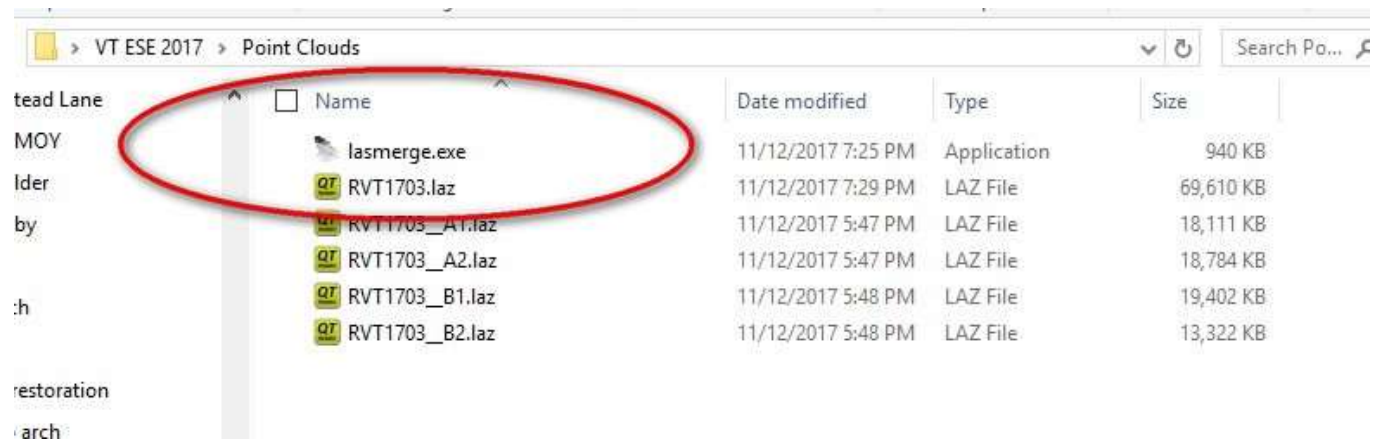 > VT ESE 2017 > Point Clouds Search Po...
tead Lane
MOY
lder
by
:h
restoration
arch
Name Date modified Type Size
lasmerge.exe 11/12/2017 7:25 PM Application 940 KB
RVT1703.laz 11/12/2017 7:29 PM LAZ File 69,610 KB
RVT1703__A1.laz 11/12/2017 5:47 PM LAZ File 18,111 KB
RVT1703__A2.laz 11/12/2017 5:47 PM LAZ File 18,784 KB
RVT1703__B1.laz 11/12/2017 5:48 PM LAZ File 19,402 KB
RVT1703__B2.laz 11/12/2017 5:48 PM LAZ File 13,322 KB